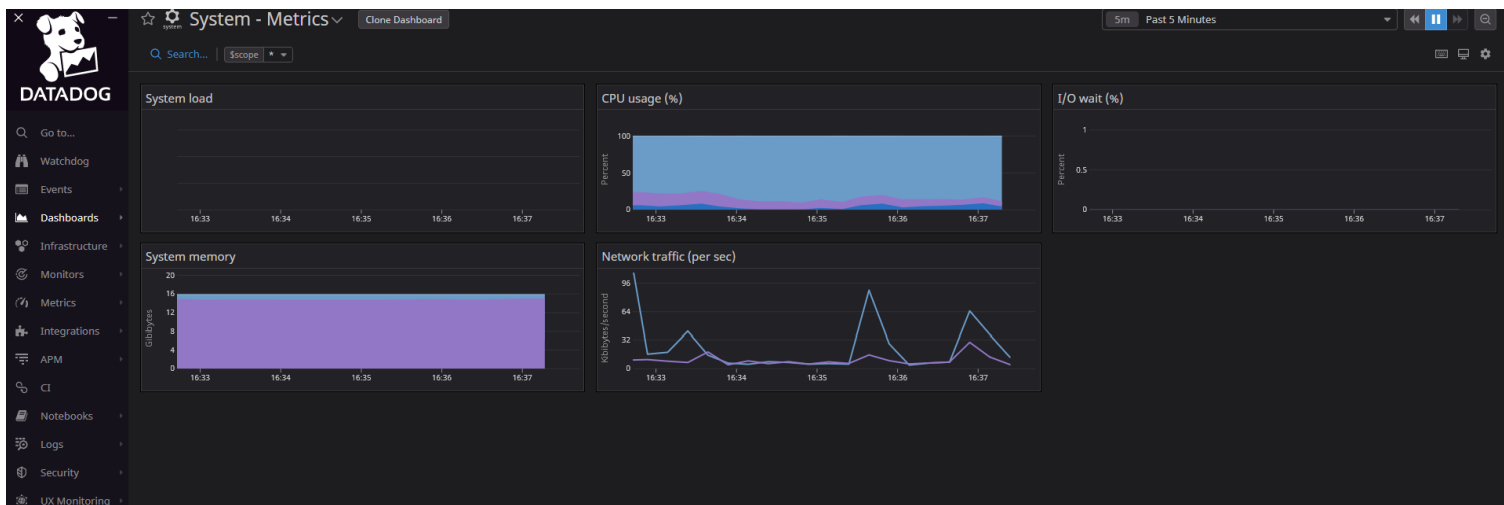 × −
DATADOG
Go to...
Watchdog
Events
Dashboards
Infrastructure
Monitors
Metrics
Integrations
APM
CI
Notebooks
Logs
Security
UX Monitoring
system
System - Metrics
Clone Dashboard
5m Past 5 Minutes
Search...
$scope *
System load
16:33 16:34 16:35 16:36 16:37
CPU usage (%)
Percent
100
50
0
16:33 16:34 16:35 16:36 16:37
I/O wait (%)
Percent
1
0.5
0
16:33 16:34 16:35 16:36 16:37
System memory
Gibibytes
20
16
12
8
4
0
16:33 16:34 16:35 16:36 16:37
Network traffic (per sec)
Kibibytes/second
96
64
32
0
16:33 16:34 16:35 16:36 16:37